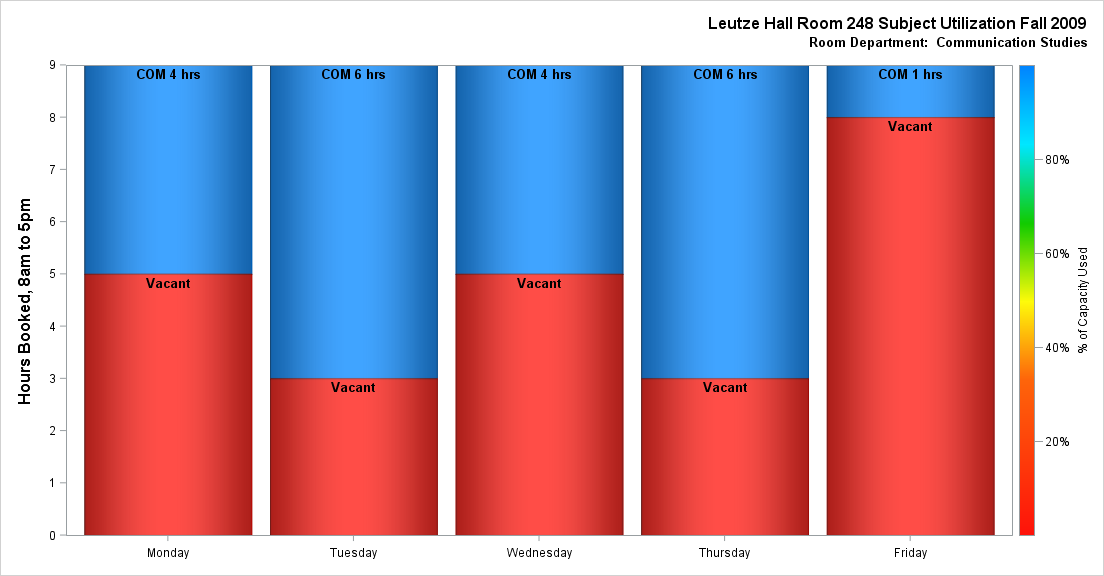 Leutze Hall Room 248 Subject Utilization Fall 2009
Room Department:  Communication Studies
Hours Booked, 8am to 5pm
9
8
7
6
5
4
3
2
1
0
COM 4 hrs
COM 6 hrs
COM 4 hrs
COM 6 hrs
COM 1 hrs
Vacant
Vacant
Vacant
Vacant
Vacant
Monday
Tuesday
Wednesday
Thursday
Friday
80%
60%
40%
20%
% of Capacity Used